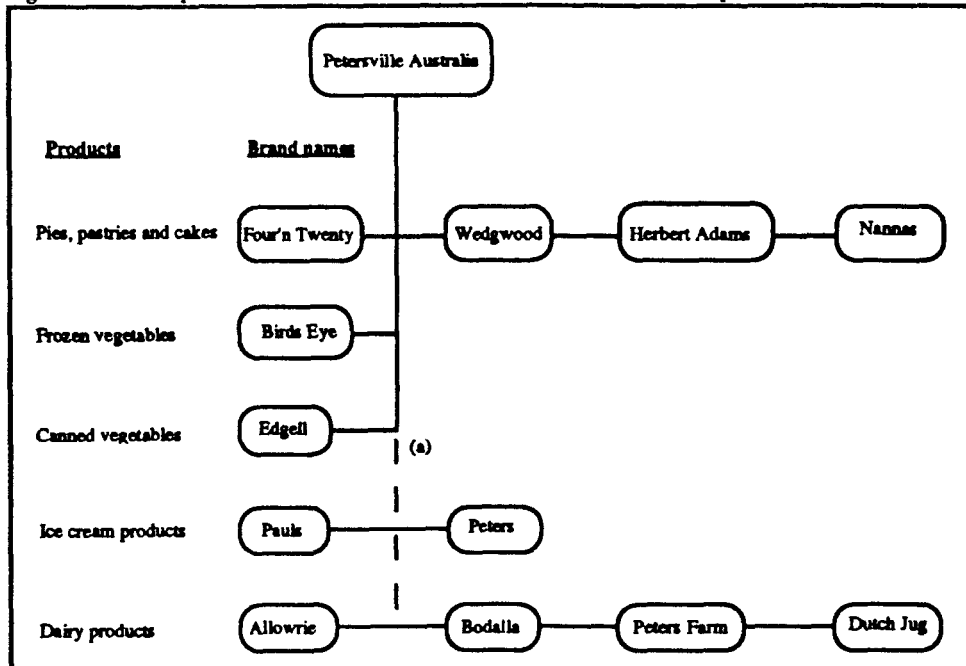 Petersville Australia
Products Brand names
Pies, pastries and cakes Four'n Twenty Wedgwood Herbert Adams Nannas
Frozen vegetables Birds Eye
Canned vegetables Edgell
(a)
Ice cream products Pauls Peters
Dairy products Allowrie Bodalla Peters Farm Dutch Jug